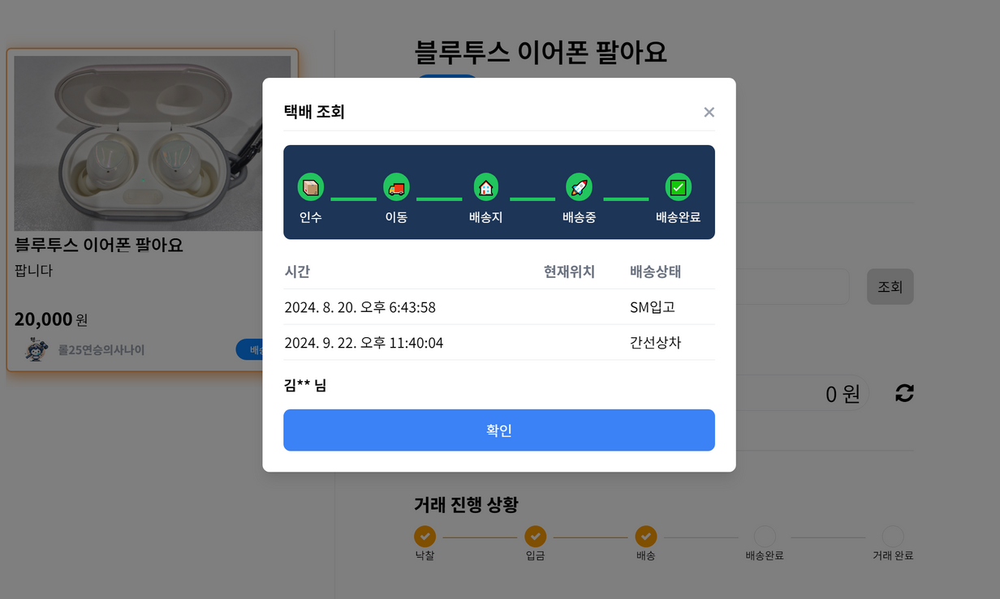 블루투스 이어폰 팔아요
택배 조회
인수
이동
배송지
배송중
배송완료
시간
현재위치
배송상태
2024. 8. 20. 오후 6:43:58
SM입고
2024. 9. 22. 오후 11:40:04
간선상차
김** 님
확인
블루투스 이어폰 팔아요
팝니다
20,000 원
롤25연승의사나이
조회
0 원
거래 진행 상황
낙찰
입금
배송
배송완료
거래 완료